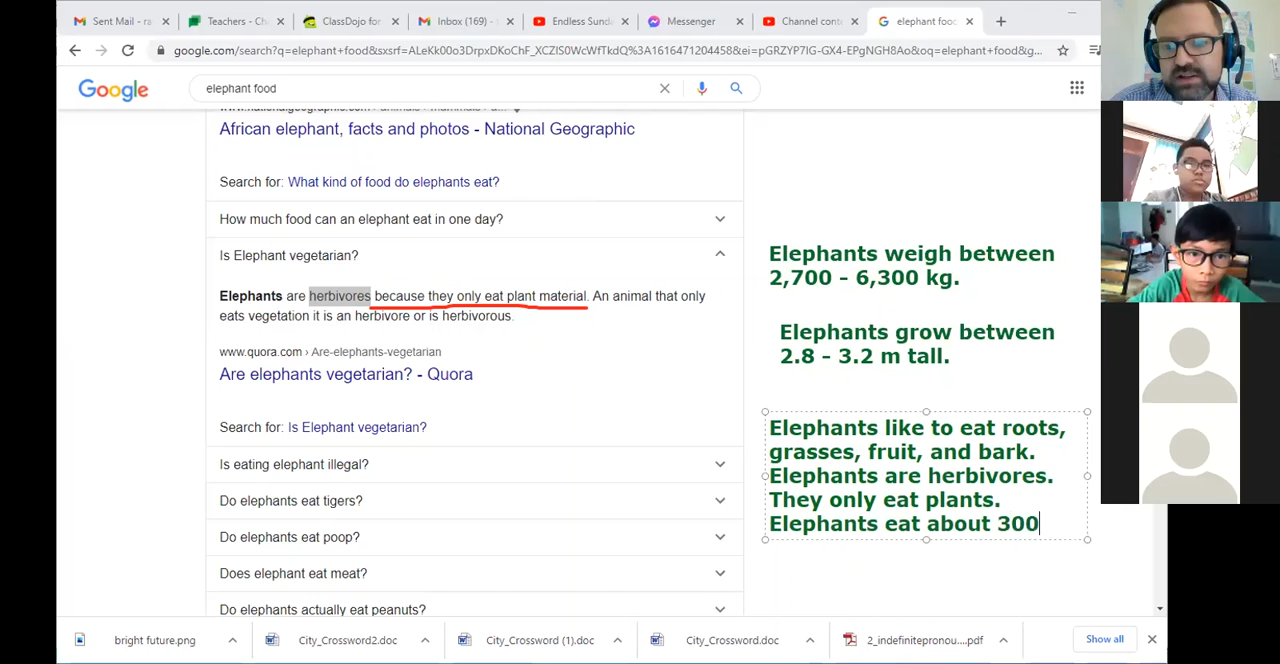 Sent Mail - ra
Teachers - Cha
ClassDojo for
Inbox (169) -
Endless Sunda
Messenger
Channel cont
elephant food
google.com/search?q=elephant+food&sxsrf=ALeKk00o3DrpxDKoChF_XCZIS0WcWfTkdQ%3A1616471204458&ei=pGRZYP7IG-GX4-EPgNGH8Ao&oq=elephant+food&g...
Google
elephant food
African elephant, facts and photos - National Geographic
Search for: What kind of food do elephants eat?
How much food can an elephant eat in one day?
Is Elephant vegetarian?
Elephants are herbivores because they only eat plant material. An animal that only
eats vegetation it is an herbivore or is herbivorous.
www.quora.com › Are-elephants-vegetarian
Are elephants vegetarian? - Quora
Search for: Is Elephant vegetarian?
Is eating elephant illegal?
Do elephants eat tigers?
Do elephants eat poop?
Does elephant eat meat?
Do elephants actually eat peanuts?
Elephants weigh between
2,700 - 6,300 kg.
Elephants grow between
2.8 - 3.2 m tall.
Elephants like to eat roots,
grasses, fruit, and bark.
Elephants are herbivores.
They only eat plants.
Elephants eat about 300
bright future.png
City_Crossword2.doc
City_Crossword (1).doc
City_Crossword.doc
2_indefinitepronou....pdf
Show all